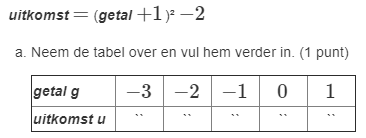 uitkomst = (getal +1)² −2
a. Neem de tabel over en vul hem verder in. (1 punt)
getal g −3 −2 −1 0 1
uitkomst u `` `` `` `` ``